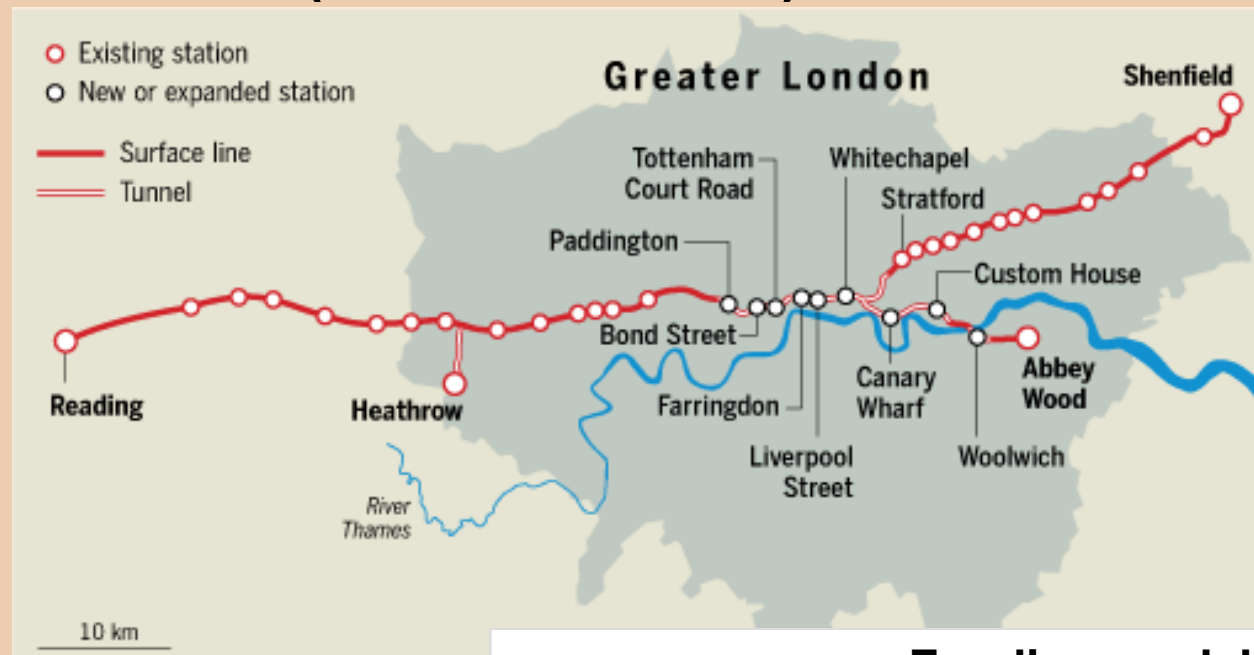 Existing station
New or expanded station
Surface line
Tunnel
Greater London
Shenfield
Tottenham
Court Road
Whitechapel
Stratford
Paddington
Custom House
Bond Street
Reading
Heathrow
Farringdon
Canary
Wharf
Abbey
Wood
Liverpool
Street
Woolwich
River
Thames
10 km